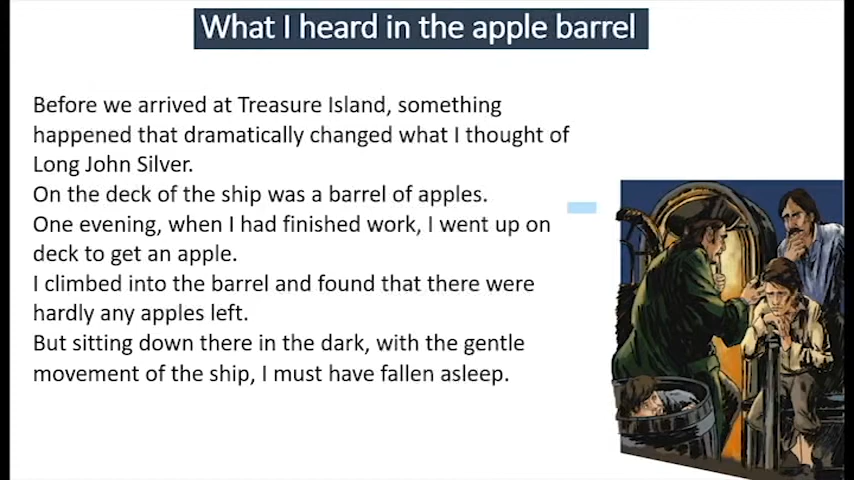 What I heard in the apple barrel
Before we arrived at Treasure Island, something
happened that dramatically changed what I thought of
Long John Silver.
On the deck of the ship was a barrel of apples.
One evening, when I had finished work, I went up on
deck to get an apple.
I climbed into the barrel and found that there were
hardly any apples left.
But sitting down there in the dark, with the gentle
movement of the ship, I must have fallen asleep.